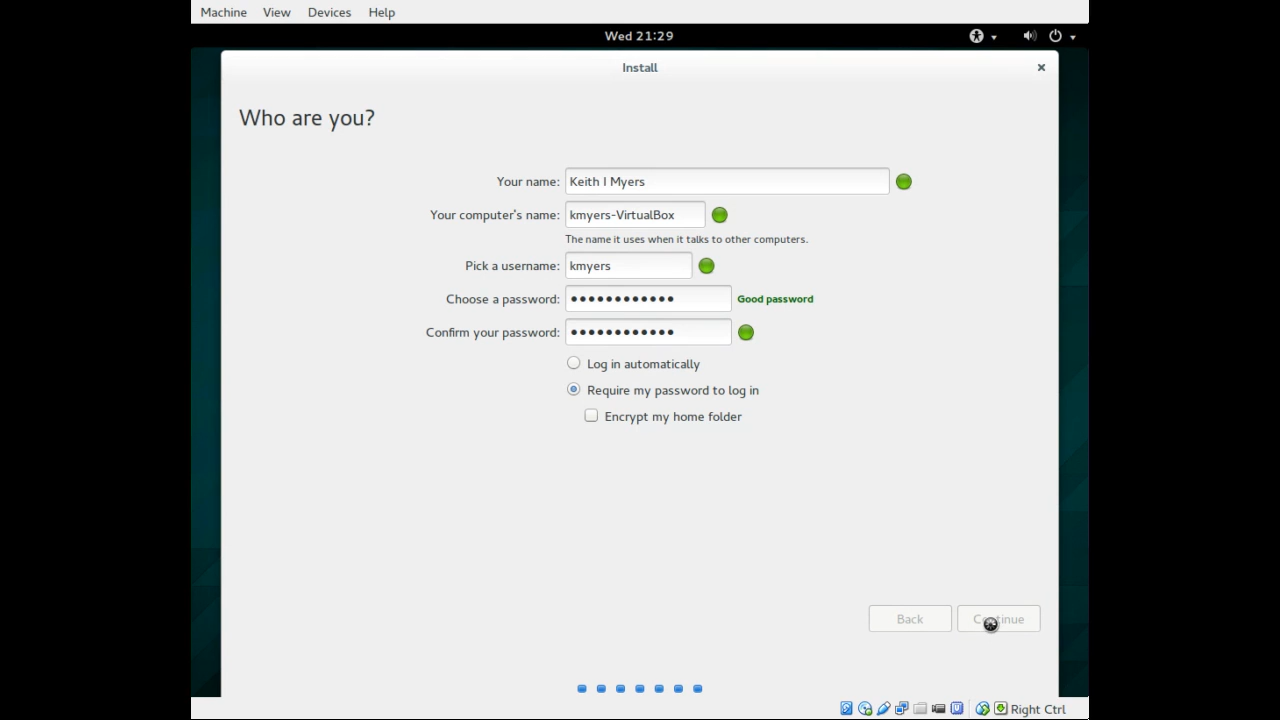 Machine View Devices Help
Wed 21:29
Install
Who are you?
Your name: Keith I Myers
Your computer's name: kmyers-VirtualBox
The name it uses when it talks to other computers.
Pick a username: kmyers
Choose a password: ●●●●●●●●●●●● Good password
Confirm your password: ●●●●●●●●●●●●
Log in automatically
Require my password to log in
Encrypt my home folder
Back Continue
Right Ctrl